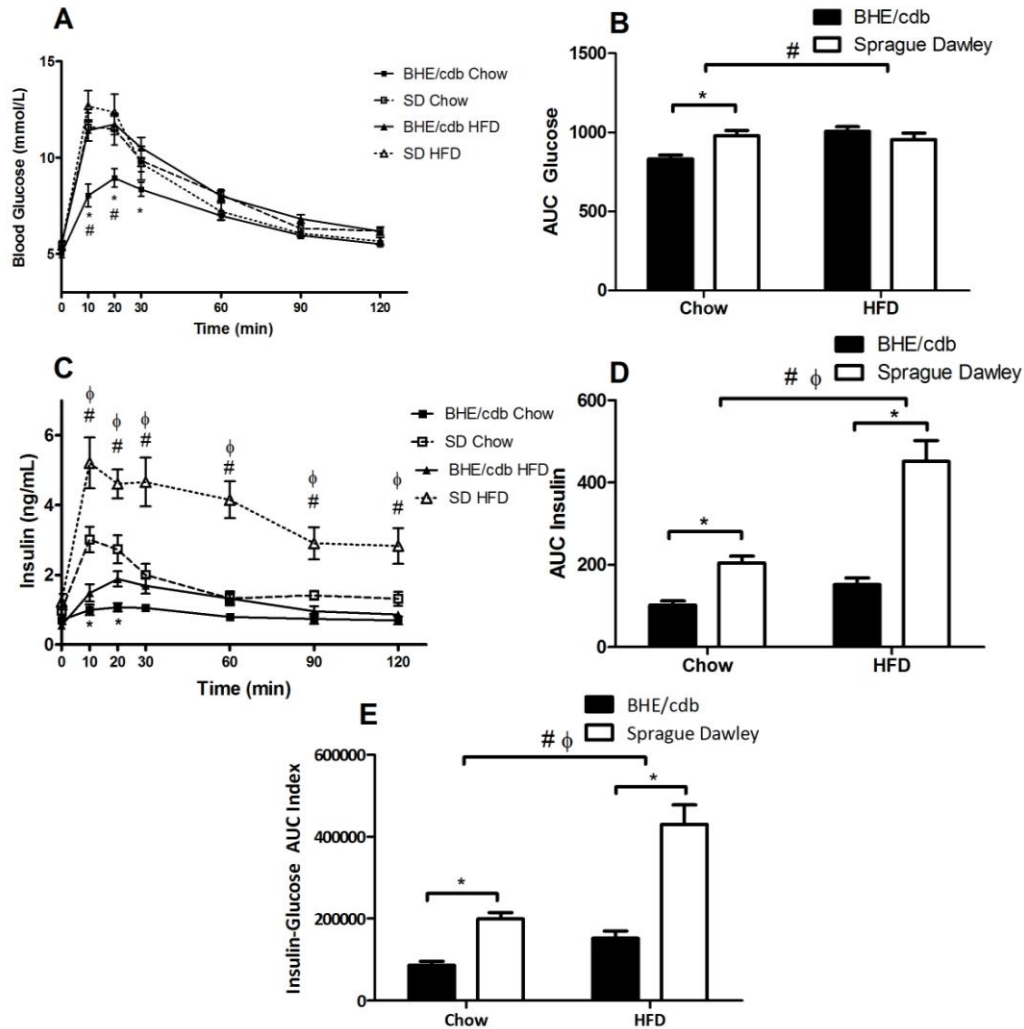 A
Blood Glucose (mmol/L)
15
10
5
0 10 20 30 60 90 120
Time (min)
BHE/cdb Chow
SD Chow
BHE/cdb HFD
SD HFD
* * *
# #
B
BHE/cdb
Sprague Dawley
AUC Glucose
1500
1000
500
0
*
#
Chow HFD
C
Insulin (ng/mL)
6
4
2
0
0 10 20 30 60 90 120
Time (min)
BHE/cdb Chow
SD Chow
BHE/cdb HFD
SD HFD
ϕ ϕ ϕ ϕ ϕ ϕ
# # # # # #
* *
D
BHE/cdb
Sprague Dawley
AUC Insulin
600
400
200
0
# ϕ
*
*
Chow HFD
E
BHE/cdb
Sprague Dawley
Insulin-Glucose AUC Index
600000
400000
200000
0
# ϕ
*
*
Chow HFD